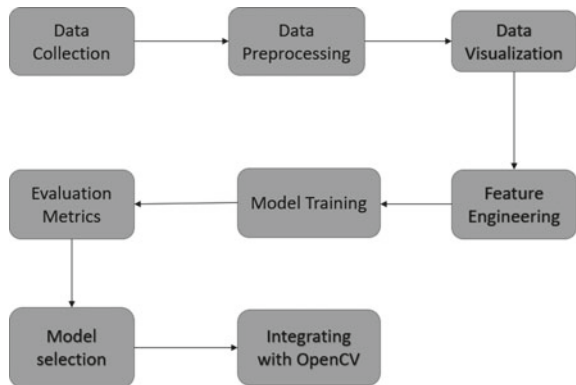 Data
Collection
Data
Preprocessing
Data
Visualization
Feature
Engineering
Model Training
Evaluation
Metrics
Model
selection
Integrating
with OpenCV